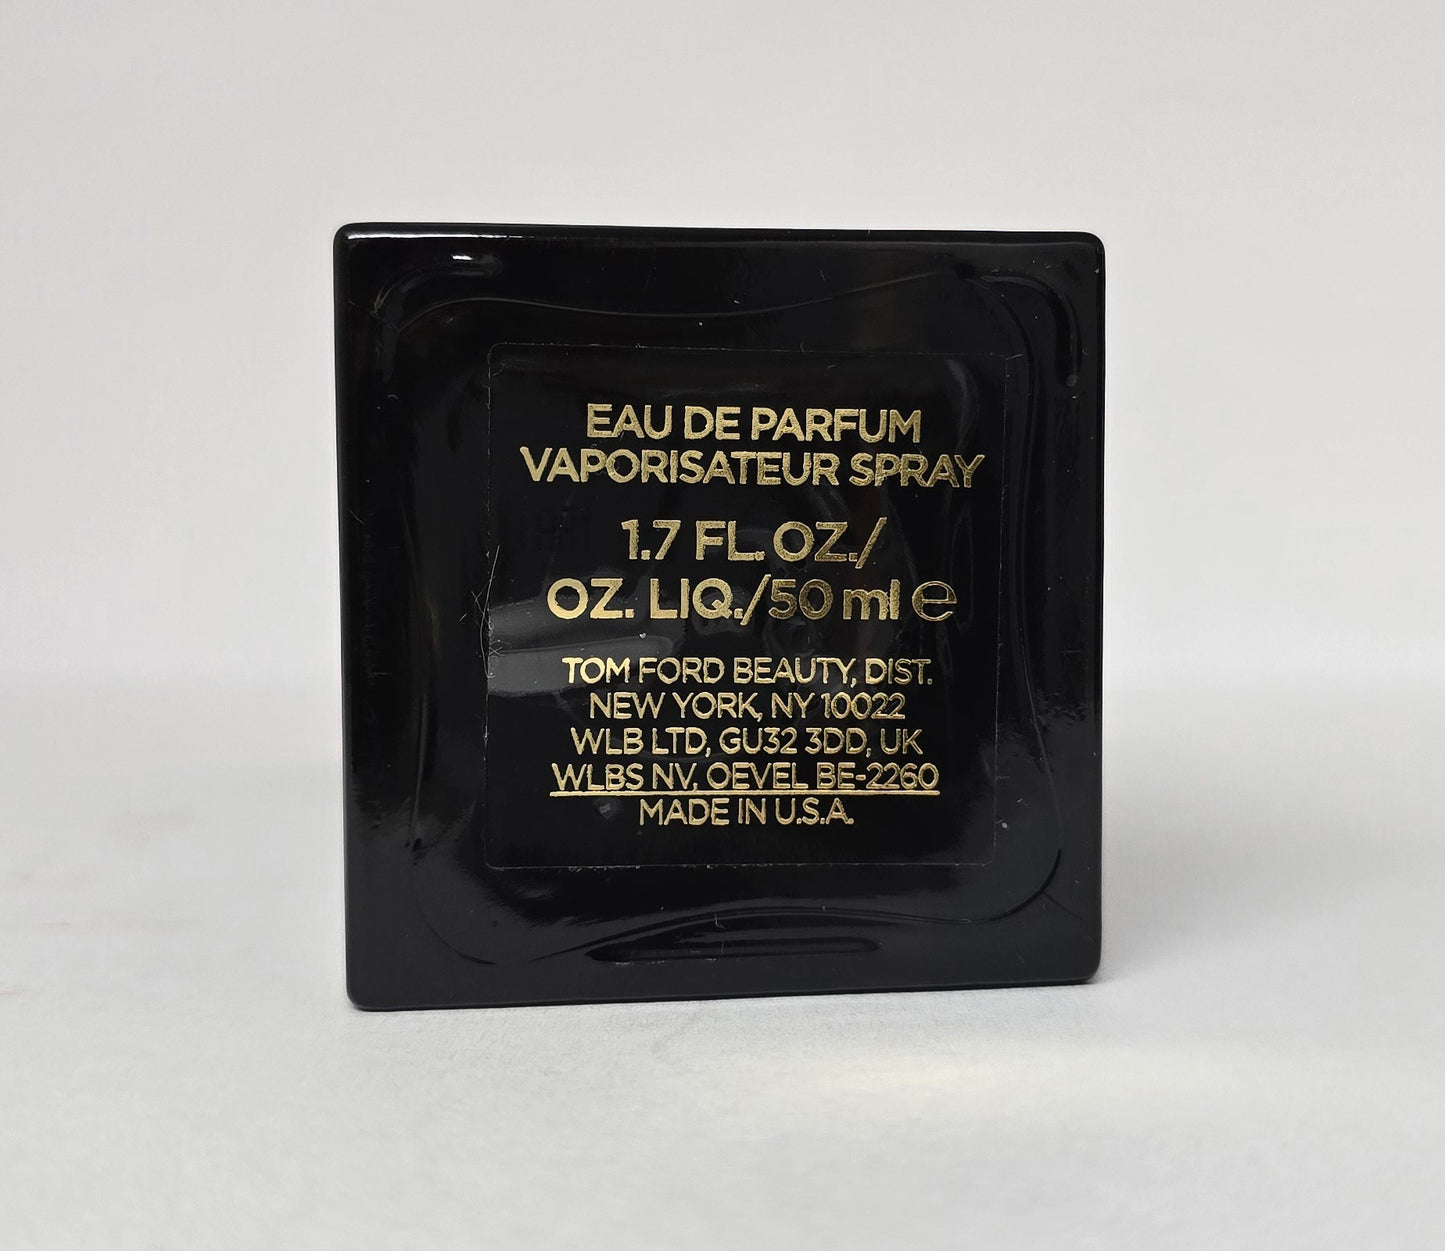 EAU DE PARFUM
VAPORISATEUR SPRAY
1.7 FL. OZ./
OZ. LIQ./50 ml ℮
TOM FORD BEAUTY, DIST.
NEW YORK, NY 10022
WLB LTD, GU32 3DD, UK
WLBS NV, OEVEL BE-2260
MADE IN U.S.A.